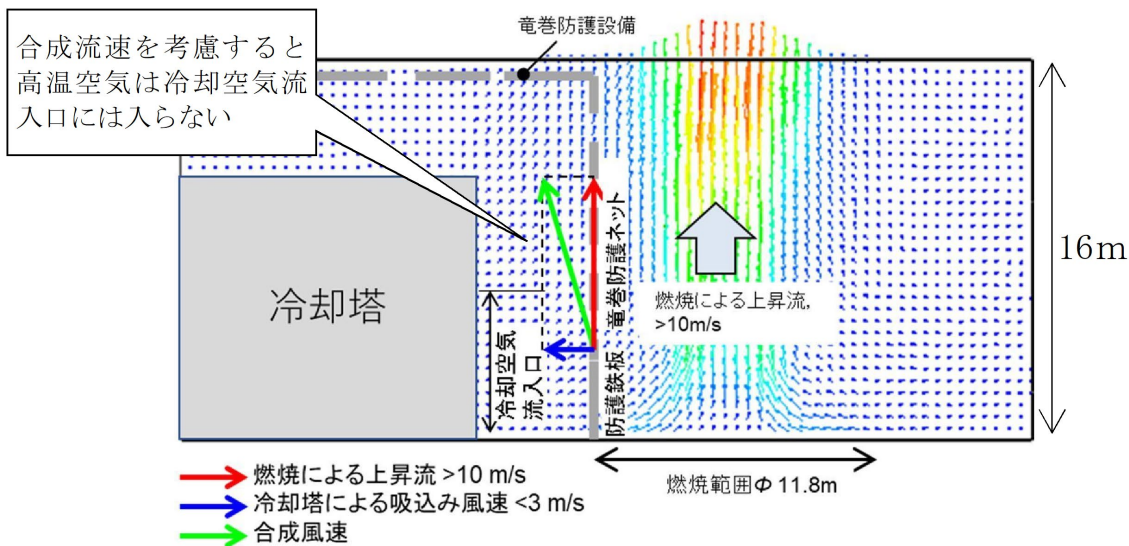 竜巻防護設備
合成流速を考慮すると
高温空気は冷却空気流
入口には入らない
冷却塔
冷却空気
流入口
竜巻防護ネット
防護鉄板
燃焼による上昇流,
>10m/s
16m
燃焼による上昇流 >10 m/s
冷却塔による吸込み風速 <3 m/s
合成風速
燃焼範囲Φ 11.8m